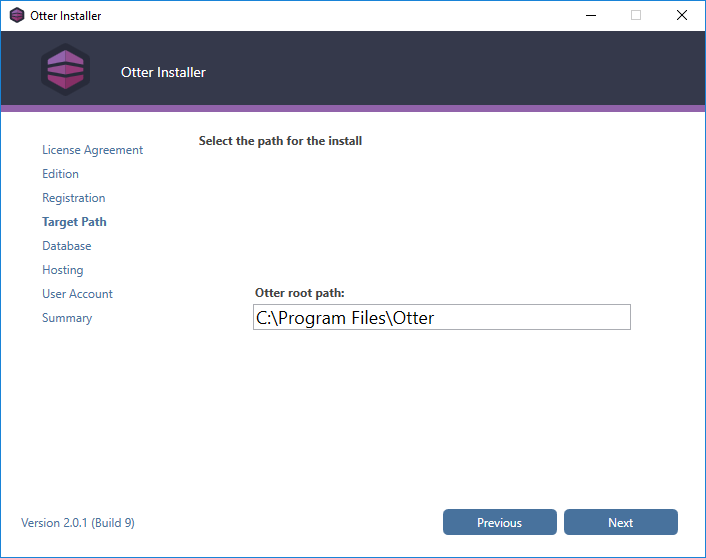 Otter Installer
Otter Installer
License Agreement
Edition
Registration
Target Path
Database
Hosting
User Account
Summary
Select the path for the install
Otter root path:
C:\Program Files\Otter
Version 2.0.1 (Build 9)
Previous
Next